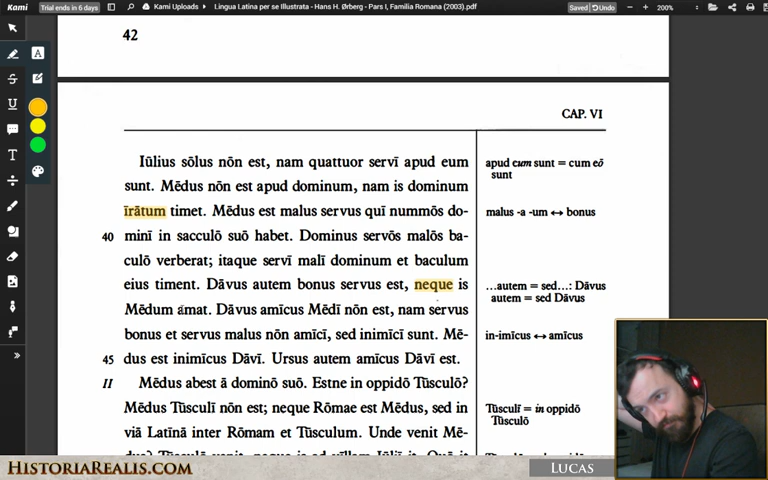 Kami
Trial ends in 6 days
Kami Uploads > Lingua Latina per se Illustrata - Hans H. Ørberg - Pars I, Familia Romana (2003).pdf
Saved Undo
200%
42
CAP. VI
Iūlius sōlus nōn est, nam quattuor servī apud eum
sunt. Mēdus nōn est apud dominum, nam is dominum
īrātum timet. Mēdus est malus servus quī nummōs do-
40 minī in sacculō suō habet. Dominus servōs malōs ba-
culō verberat; itaque servī malī dominum et baculum
eius timent. Dāvus autem bonus servus est, neque is
Mēdum amat. Dāvus amīcus Mēdī nōn est, nam servus
bonus et servus malus nōn amīcī, sed inimīcī sunt. Mē-
45 dus est inimīcus Dāvī. Ursus autem amīcus Dāvī est.
II Mēdus abest ā dominō suō. Estne in oppidō Tūsculō?
Mēdus Tūsculī nōn est; neque Rōmae est Mēdus, sed in
viā Latīnā inter Rōmam et Tūsculum. Unde venit Mē-
apud eum sunt = cum eō
sunt
malus -a -um ↔ bonus
...autem = sed...: Dāvus
autem = sed Dāvus
in-imīcus ↔ amīcus
Tūsculī = in oppidō
Tūsculō
HISTORIAREALIS.COM
LUCAS